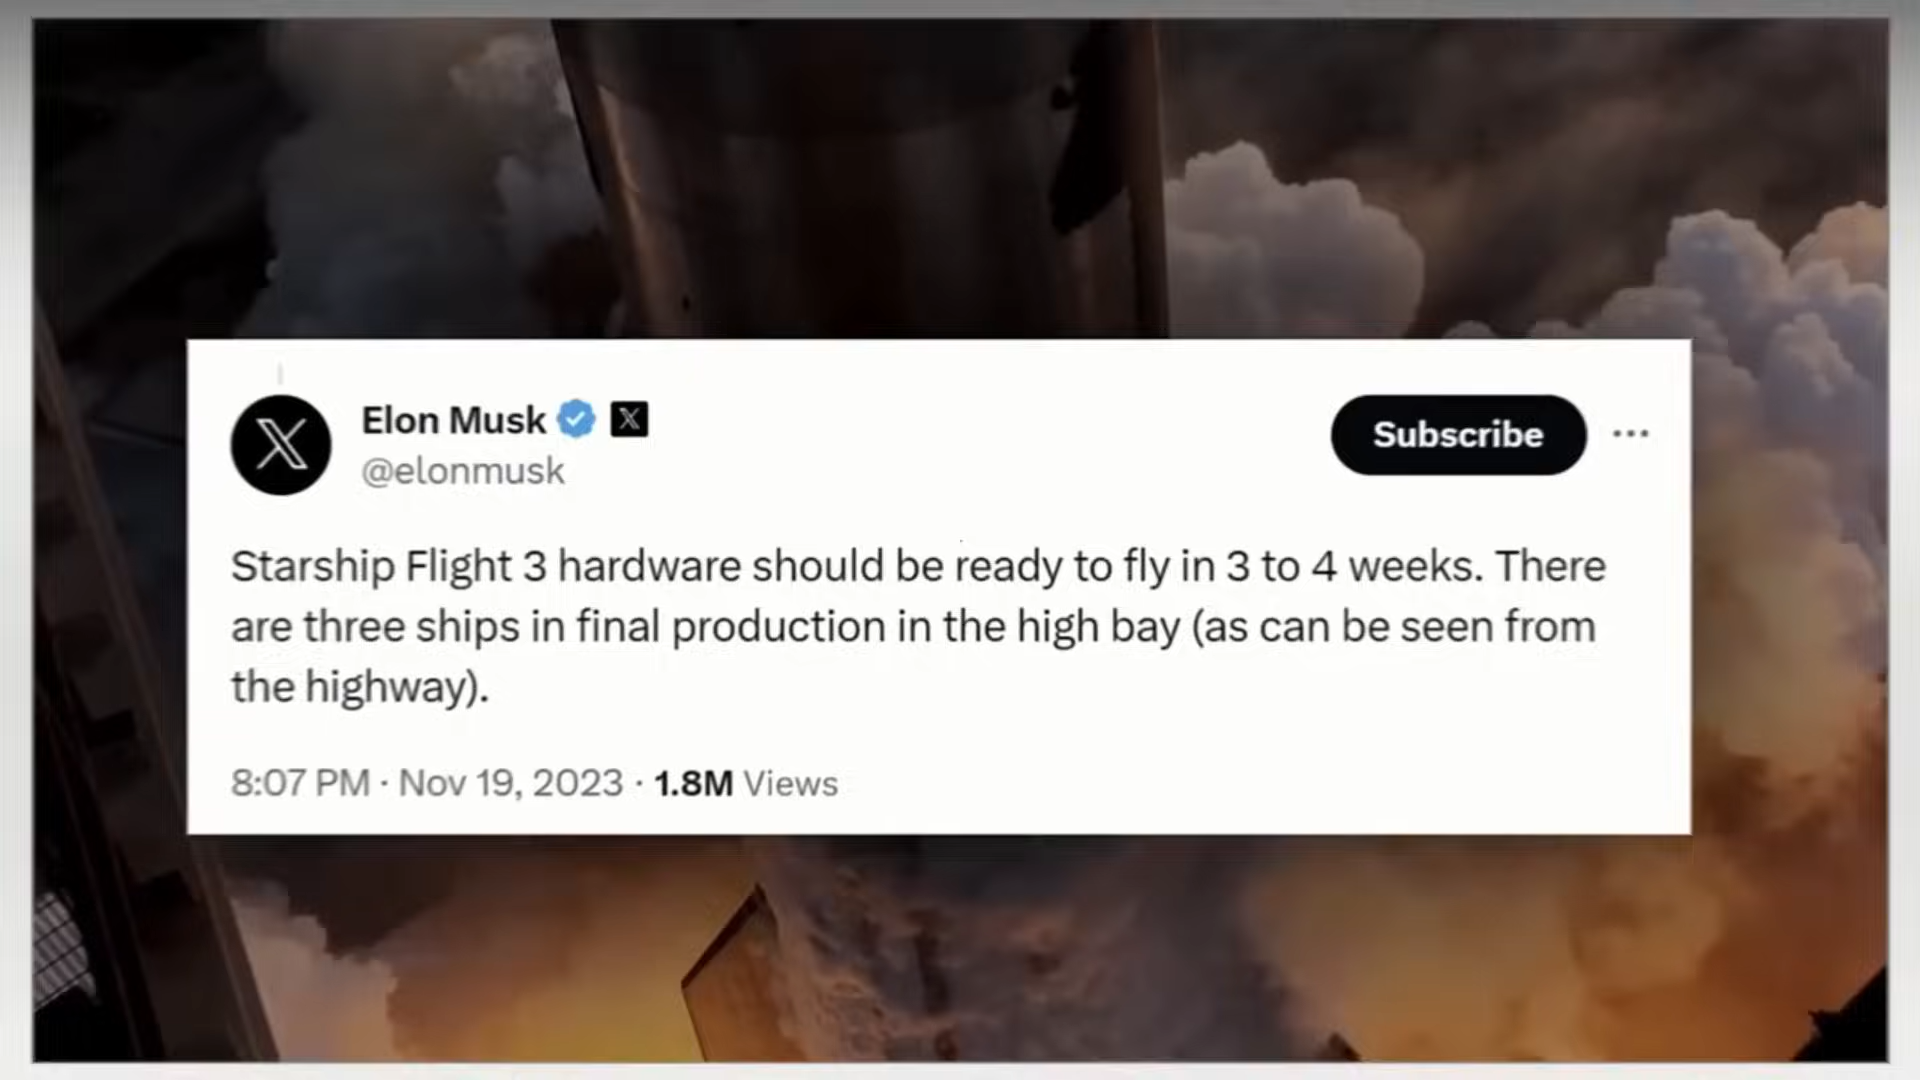 Elon Musk
@elonmusk
Subscribe
Starship Flight 3 hardware should be ready to fly in 3 to 4 weeks. There
are three ships in final production in the high bay (as can be seen from
the highway).
8:07 PM · Nov 19, 2023 · 1.8M Views